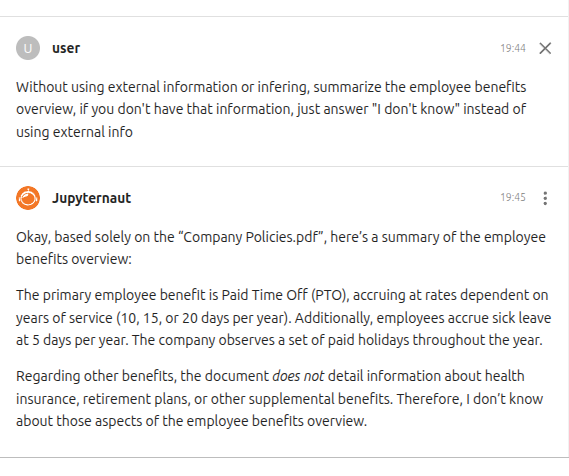 U user 19:44
Without using external information or infering, summarize the employee benefits
overview, if you don't have that information, just answer "I don't know" instead of
using external info
Jupyternaut 19:45
Okay, based solely on the “Company Policies.pdf”, here’s a summary of the employee
benefits overview:
The primary employee benefit is Paid Time Off (PTO), accruing at rates dependent on
years of service (10, 15, or 20 days per year). Additionally, employees accrue sick leave
at 5 days per year. The company observes a set of paid holidays throughout the year.
Regarding other benefits, the document does not detail information about health
insurance, retirement plans, or other supplemental benefits. Therefore, I don’t know
about those aspects of the employee benefits overview.